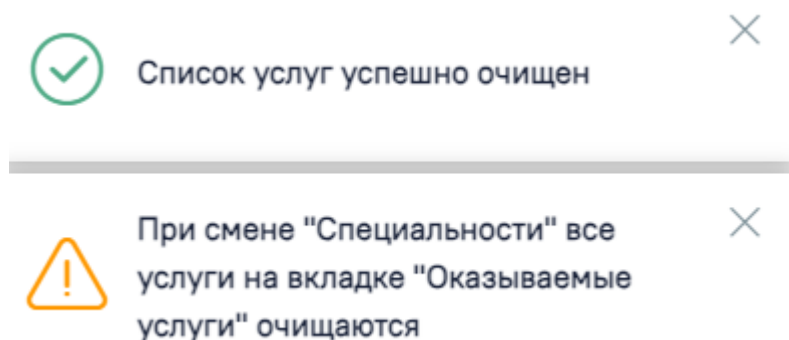 Список услуг успешно очищен
При смене "Специальности" все
услуги на вкладке "Оказываемые
услуги" очищаются